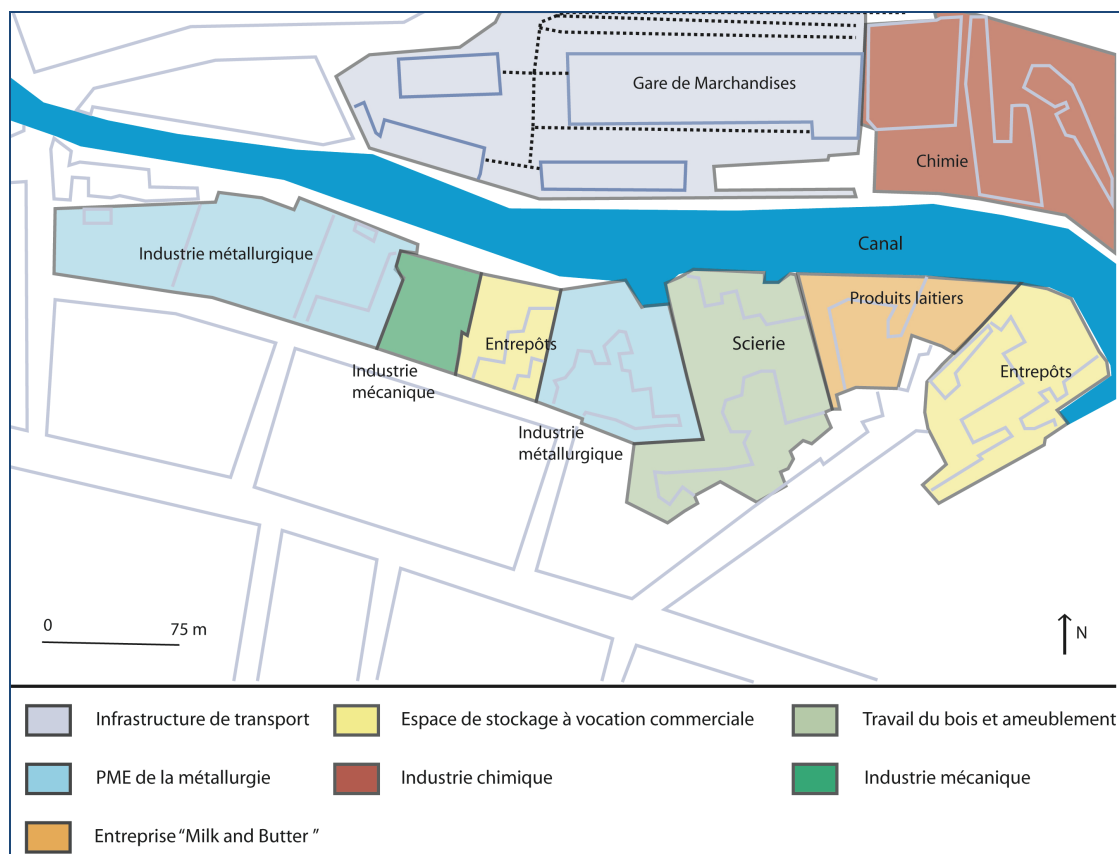 Gare de Marchandises
Chimie
Canal
Industrie métallurgique
Produits laitiers
Entrepôts
Scierie
Entrepôts
Industrie
mécanique
Industrie
métallurgique
0
75 m
N
Infrastructure de transport
Espace de stockage à vocation commerciale
Travail du bois et ameublement
PME de la métallurgie
Industrie chimique
Industrie mécanique
Entreprise “Milk and Butter ”